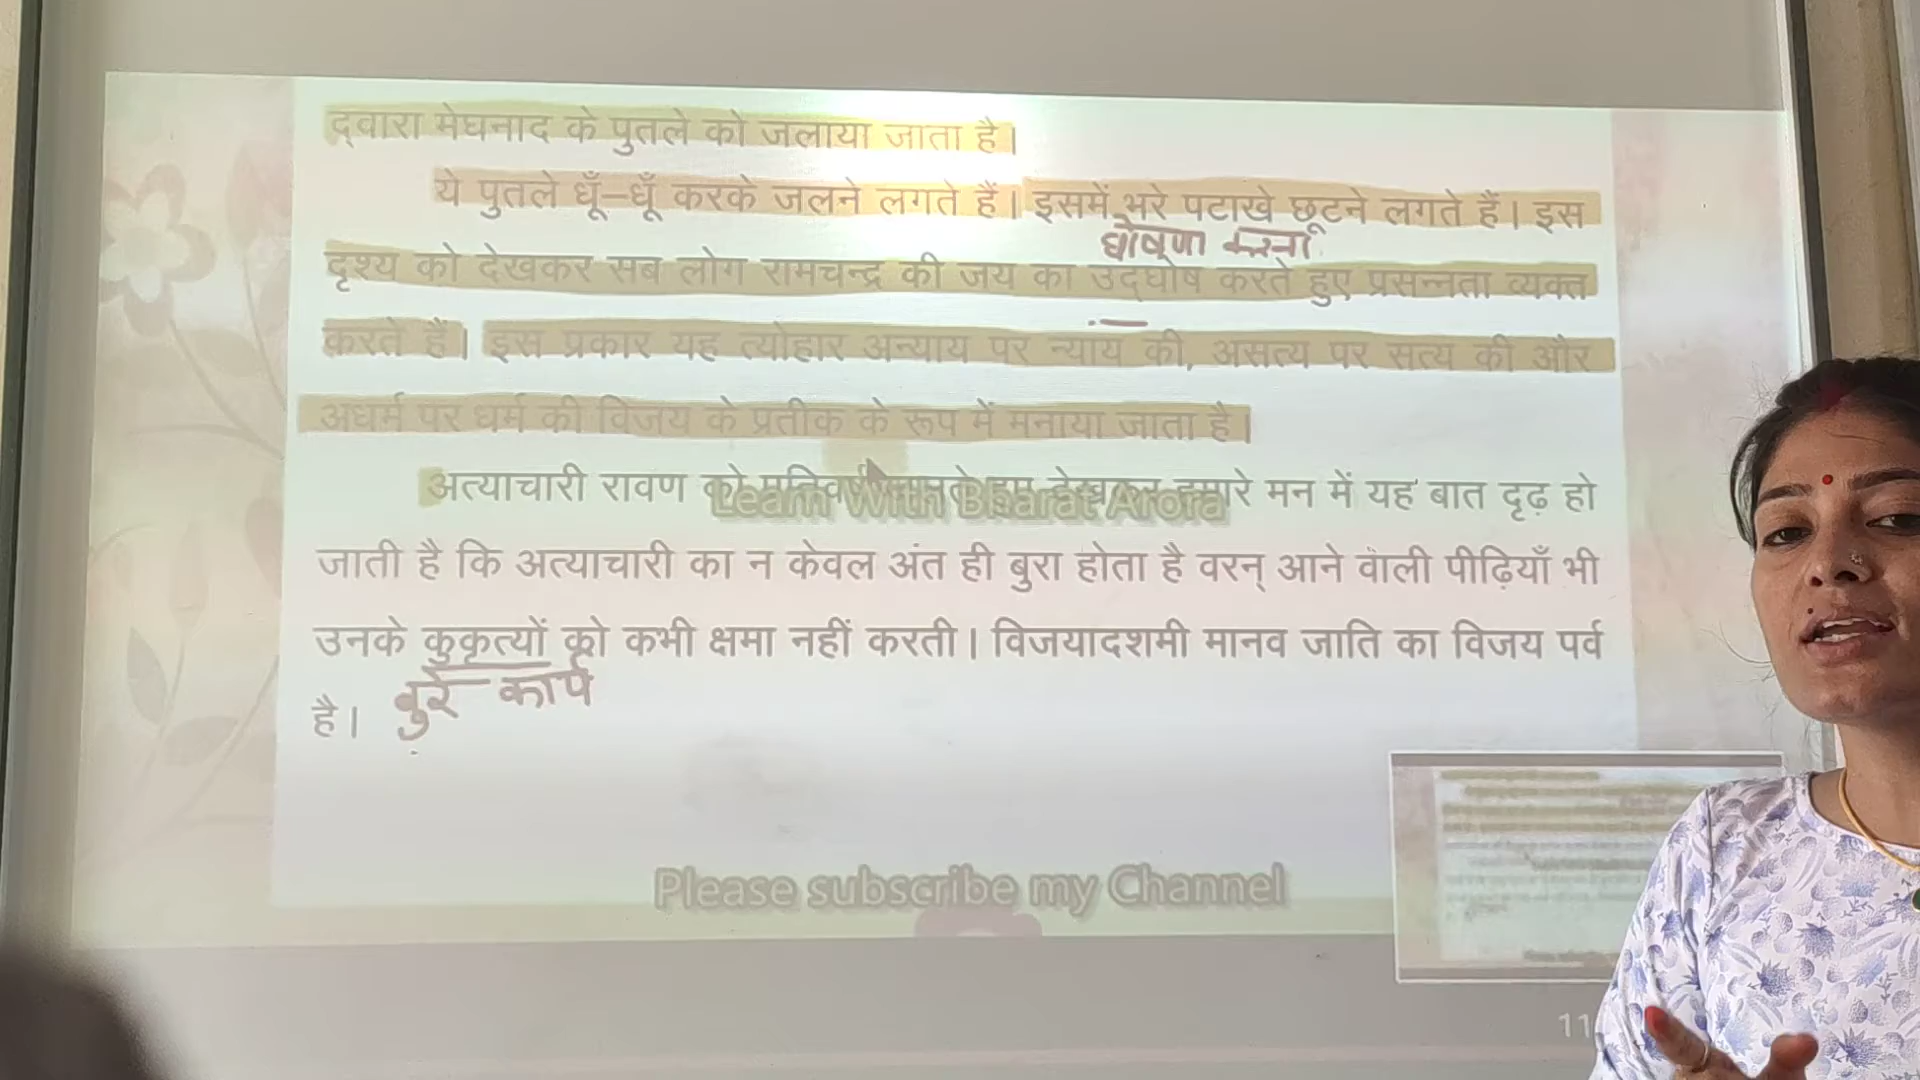 द्वारा मेघनाद के पुतले को जलाया जाता है।
ये पुतले धूँ–धूँ करके जलने लगते हैं। इसमें भरे पटाखे छूटने लगते हैं। इस
घोषणा करना
दृश्य को देखकर सब लोग रामचन्द्र की जय का उद्घोष करते हुए प्रसन्नता व्यक्त
करते हैं। इस प्रकार यह त्योहार अन्याय पर न्याय की, असत्य पर सत्य की और
अधर्म पर धर्म की विजय के प्रतीक के रूप में मनाया जाता है।
अत्याचारी रावण को देखकर हमारे मन में यह बात दृढ़ हो
Learn With Bharat Arora
जाती है कि अत्याचारी का न केवल अंत ही बुरा होता है वरन् आने वाली पीढ़ियाँ भी
उनके कुकृत्यों को कभी क्षमा नहीं करती। विजयादशमी मानव जाति का विजय पर्व
है। बुरे कार्य
Please subscribe my Channel
11